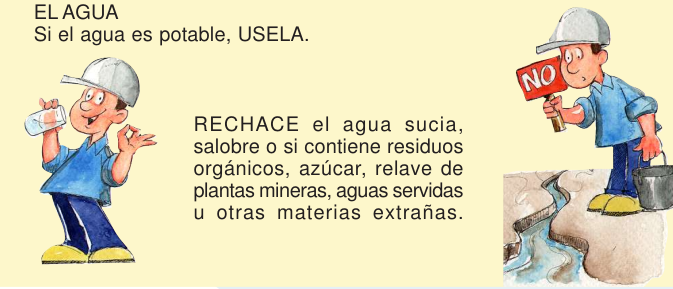 EL AGUA
Si el agua es potable, USELA.
NO
RECHACE el agua sucia,
salobre o si contiene residuos
orgánicos, azúcar, relave de
plantas mineras, aguas servidas
u otras materias extrañas.